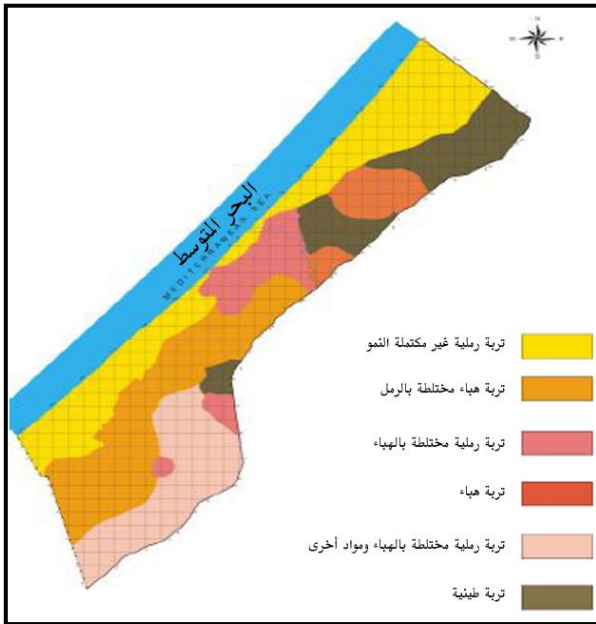 N
W
E
البحر المتوسط
MEDITERRANEAN SEA
تربة رملية غير مكتملة النمو
تربة هباء مختلطة بالرمل
تربة رملية مختلطة بالهباء
تربة هباء
تربة رملية مختلطة بالهباء ومواد أخرى
تربة طينية